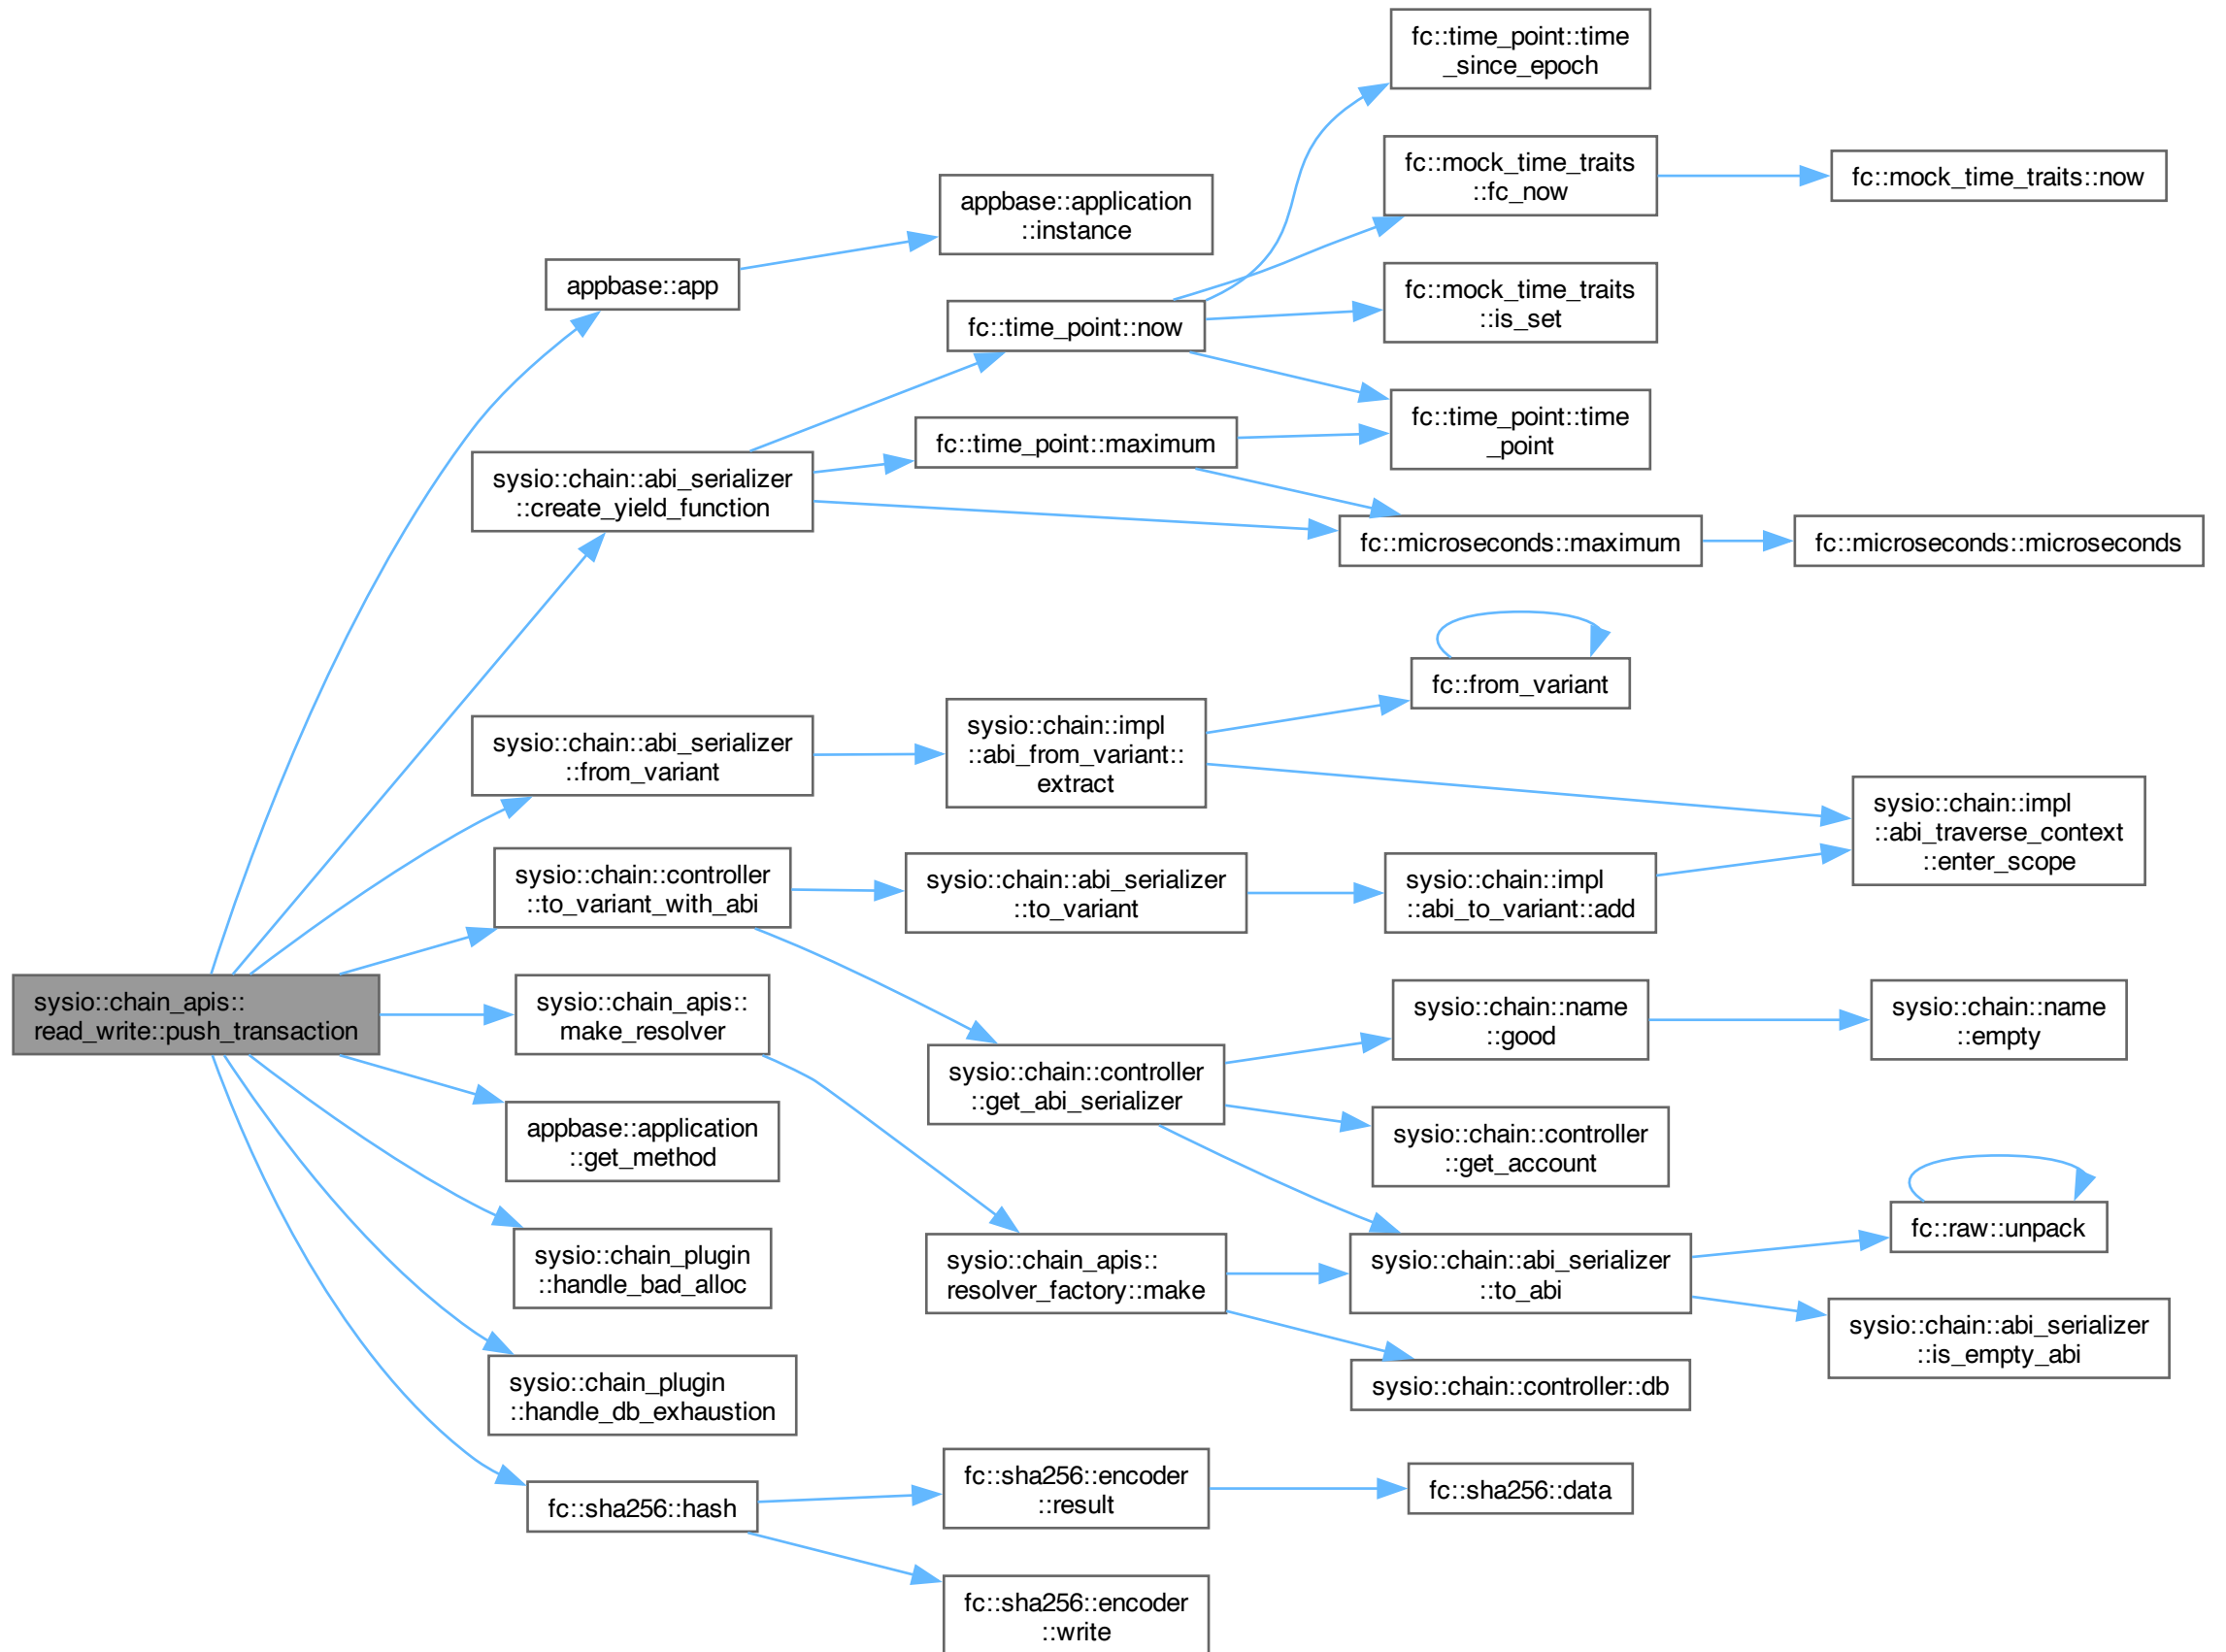 fc::time_point::time
_since_epoch
fc::mock_time_traits
::fc_now
fc::mock_time_traits::now
appbase::application
::instance
appbase::app
fc::mock_time_traits
::is_set
fc::time_point::now
fc::time_point::time
_point
fc::time_point::maximum
sysio::chain::abi_serializer
::create_yield_function
fc::microseconds::maximum
fc::microseconds::microseconds
fc::from_variant
sysio::chain::abi_serializer
::from_variant
sysio::chain::impl
::abi_from_variant::
extract
sysio::chain::impl
::abi_traverse_context
::enter_scope
sysio::chain::controller
::to_variant_with_abi
sysio::chain::abi_serializer
::to_variant
sysio::chain::impl
::abi_to_variant::add
sysio::chain_apis::
read_write::push_transaction
sysio::chain_apis::
make_resolver
sysio::chain::name
::good
sysio::chain::name
::empty
sysio::chain::controller
::get_abi_serializer
appbase::application
::get_method
sysio::chain::controller
::get_account
sysio::chain_plugin
::handle_bad_alloc
sysio::chain_apis::
resolver_factory::make
sysio::chain::abi_serializer
::to_abi
fc::raw::unpack
sysio::chain::abi_serializer
::is_empty_abi
sysio::chain_plugin
::handle_db_exhaustion
sysio::chain::controller::db
fc::sha256::hash
fc::sha256::encoder
::result
fc::sha256::data
fc::sha256::encoder
::write